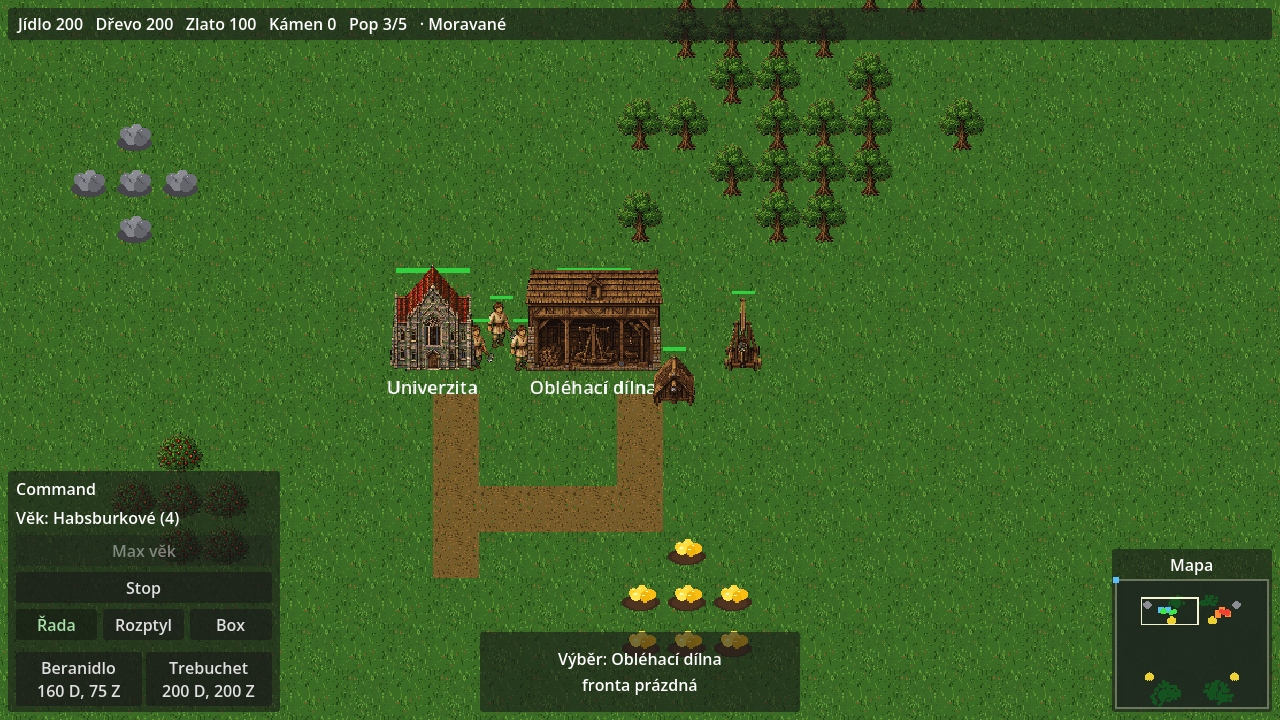 Jídlo 200 Dřevo 200 Zlato 100 Kámen 0 Pop 3/5 · Moravané
Univerzita
Obléhací dílna
Command
Věk: Habsburkové (4)
Max věk
Stop
Řada Rozptyl Box
Beranidlo
160 D, 75 Z
Trebuchet
200 D, 200 Z
Výběr: Obléhací dílna
fronta prázdná
Mapa